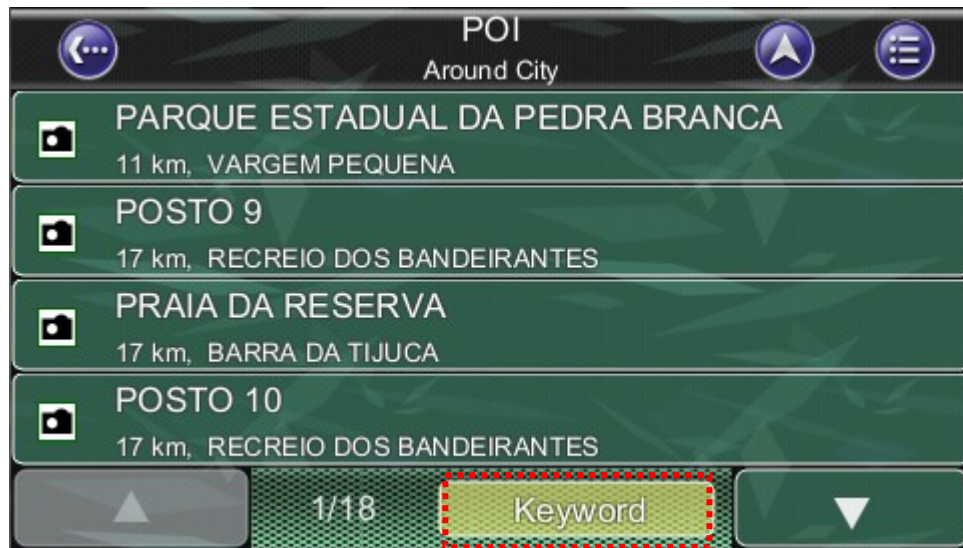 POI
Around City
PARQUE ESTADUAL DA PEDRA BRANCA
11 km, VARGEM PEQUENA
POSTO 9
17 km, RECREIO DOS BANDEIRANTES
PRAIA DA RESERVA
17 km, BARRA DA TIJUCA
POSTO 10
17 km, RECREIO DOS BANDEIRANTES
1/18 Keyword